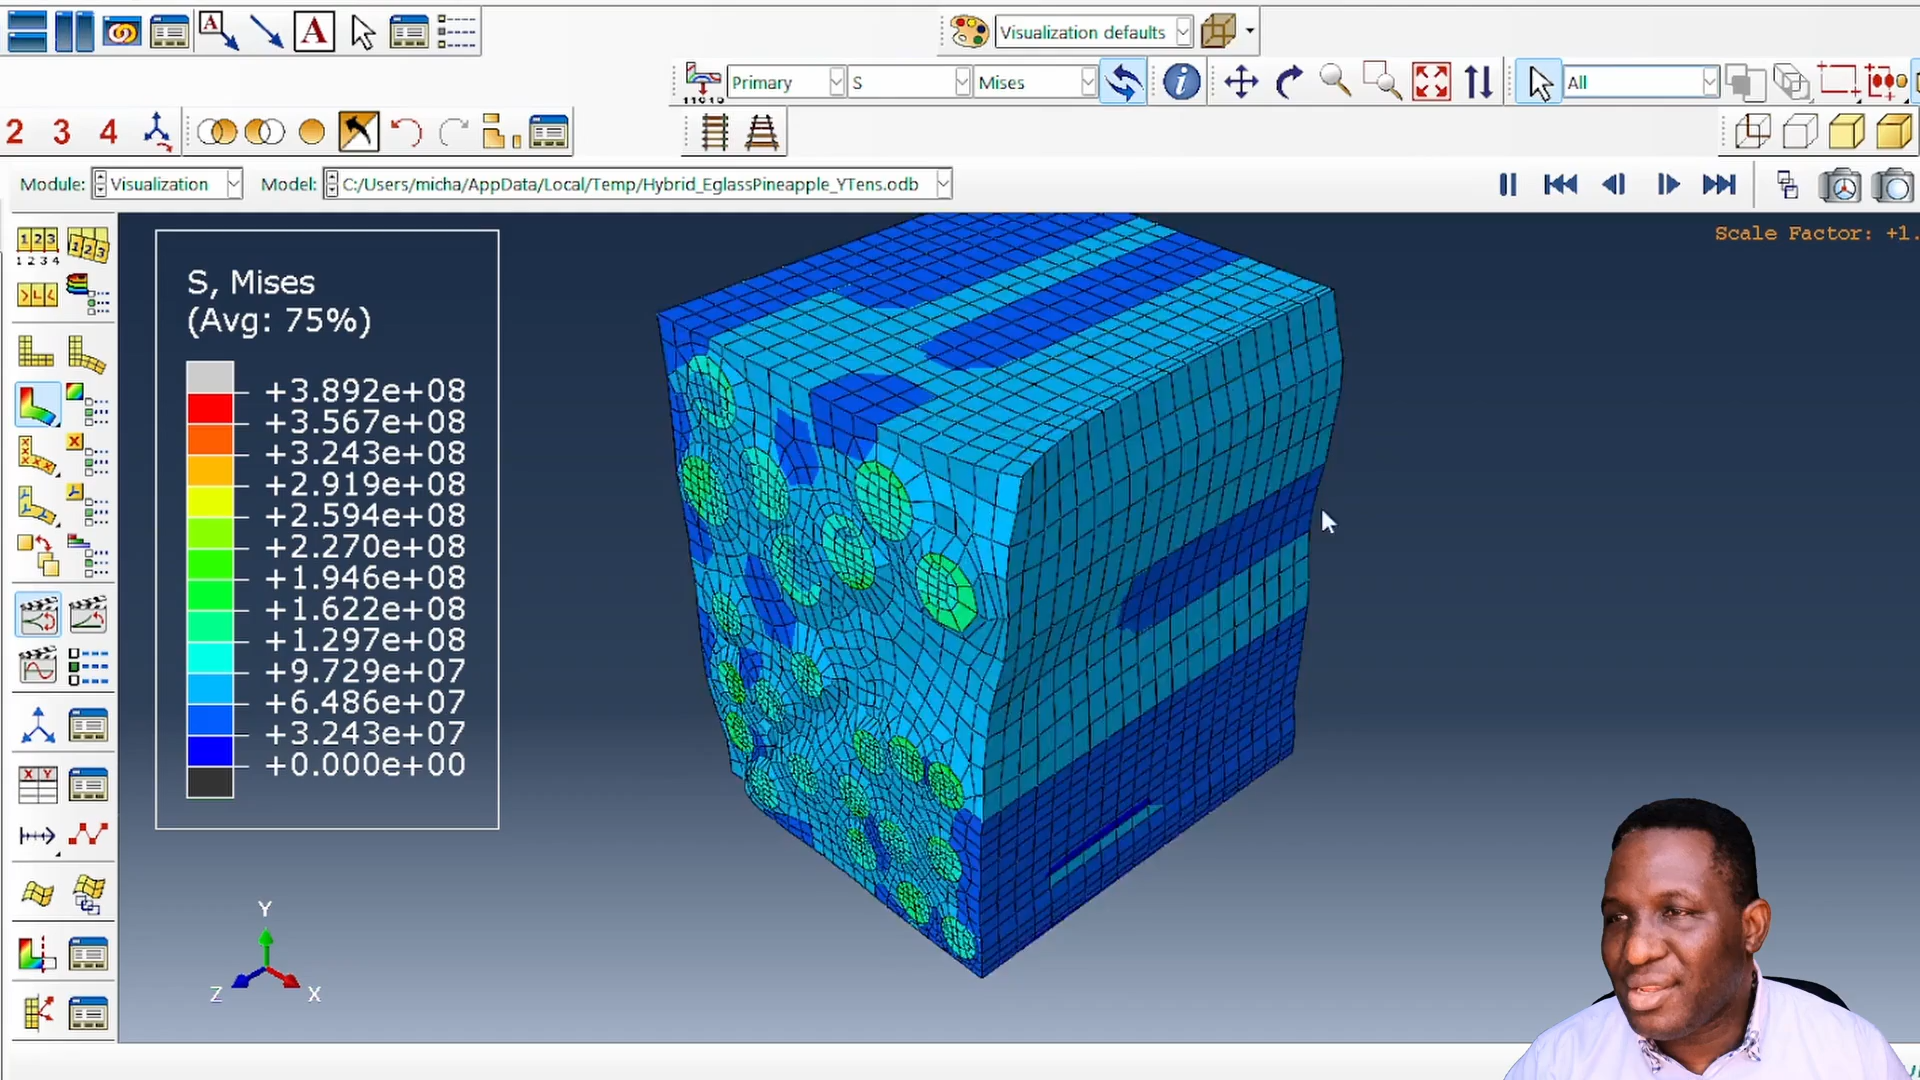 A
A
Visualization defaults
Primary
S
Mises
All
2 3 4
Module:
Visualization
Model:
C:/Users/micha/AppData/Local/Temp/Hybrid_EglassPineapple_YTens.odb
Scale Factor: +1.
S, Mises
(Avg: 75%)
+3.892e+08
+3.567e+08
+3.243e+08
+2.919e+08
+2.594e+08
+2.270e+08
+1.946e+08
+1.622e+08
+1.297e+08
+9.729e+07
+6.486e+07
+3.243e+07
+0.000e+00
Y
Z
X